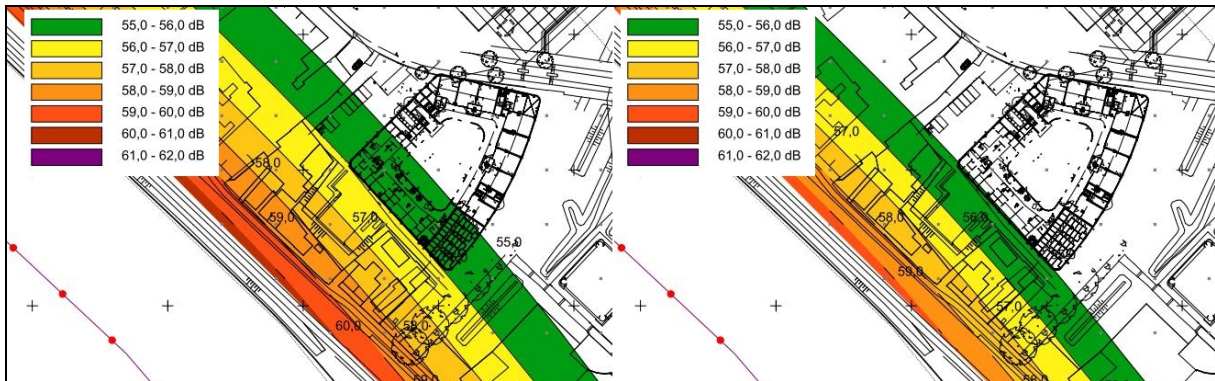 55,0 - 56,0 dB
56,0 - 57,0 dB
57,0 - 58,0 dB
58,0 - 59,0 dB
59,0 - 60,0 dB
60,0 - 61,0 dB
61,0 - 62,0 dB
58,0
59,0
57,0
55,0
60,0
58,0
59,0
55,0 - 56,0 dB
56,0 - 57,0 dB
57,0 - 58,0 dB
58,0 - 59,0 dB
59,0 - 60,0 dB
60,0 - 61,0 dB
61,0 - 62,0 dB
57,0
58,0
56,0
59,0
57,0
58,0